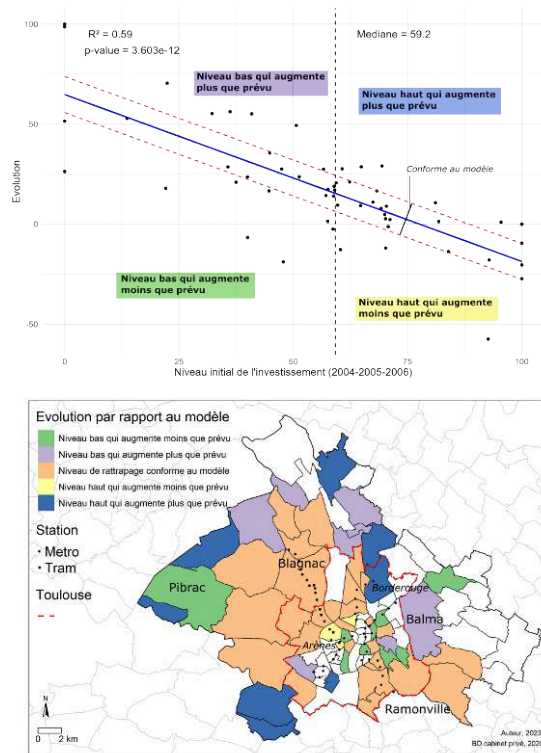 R² = 0.59
p-value = 3.603e-12
Mediane = 59.2
Niveau bas qui augmente
plus que prévu
Niveau haut qui augmente
plus que prévu
Conforme au modèle
Niveau bas qui augmente
moins que prévu
Niveau haut qui augmente
moins que prévu
100
50
0
-50
Evolution
0
25
50
75
100
Niveau initial de l'investissement (2004-2005-2006)
Evolution par rapport au modèle
Niveau bas qui augmente moins que prévu
Niveau bas qui augmente plus que prévu
Niveau de rattrapage conforme au modèle
Niveau haut qui augmente moins que prévu
Niveau haut qui augmente plus que prévu
Station
Metro
Tram
Toulouse
Blagnac
Borderouge
Pibrac
Balma
Arènes
Ramonville
N
0
2 km
Auteur, 2023
BD cabinet privé,